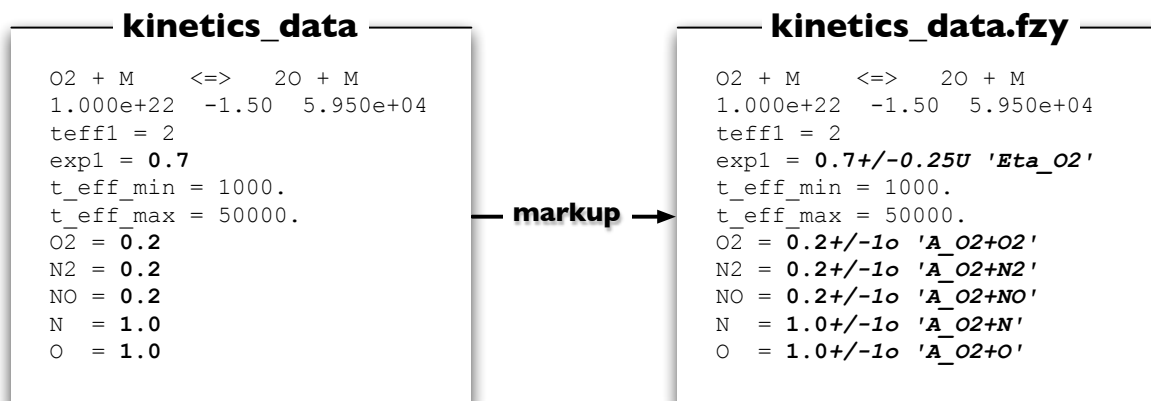 kinetics_data
O2 + M <=> 2O + M
1.000e+22 -1.50 5.950e+04
teff1 = 2
exp1 = 0.7
t_eff_min = 1000.
t_eff_max = 50000.
O2 = 0.2
N2 = 0.2
NO = 0.2
N = 1.0
O = 1.0
markup
kinetics_data.fzy
O2 + M <=> 2O + M
1.000e+22 -1.50 5.950e+04
teff1 = 2
exp1 = 0.7+/-0.25U 'Eta_O2'
t_eff_min = 1000.
t_eff_max = 50000.
O2 = 0.2+/-1o 'A_O2+O2'
N2 = 0.2+/-1o 'A_O2+N2'
NO = 0.2+/-1o 'A_O2+NO'
N = 1.0+/-1o 'A_O2+N'
O = 1.0+/-1o 'A_O2+O'